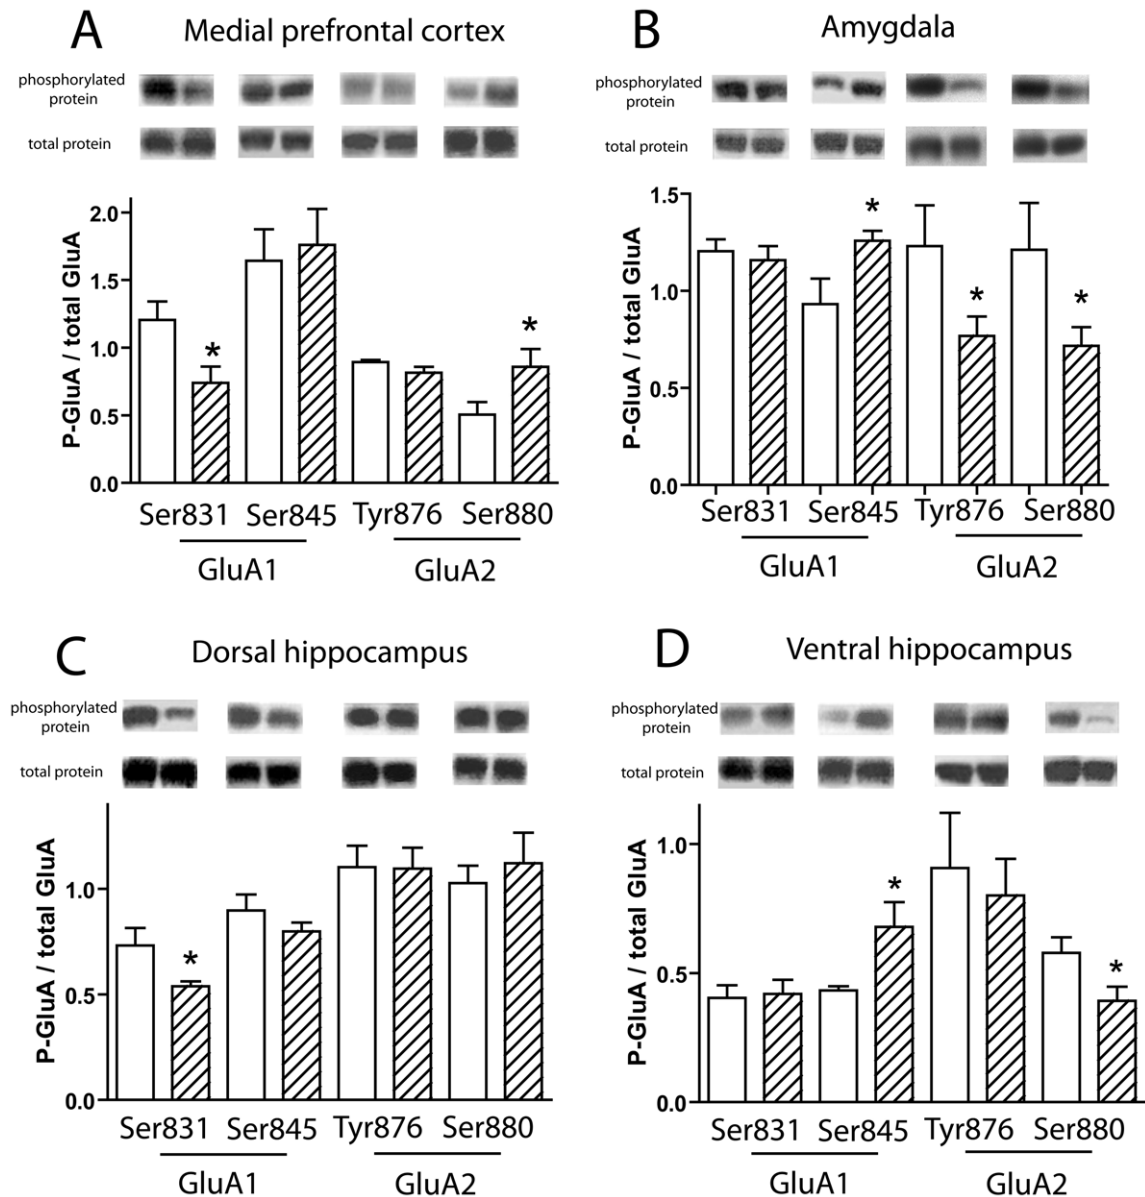 A Medial prefrontal cortex
phosphorylated
protein
total protein
P-GluA / total GluA
2.0
1.5
1.0
0.5
0.0
*
*
Ser831 Ser845 Tyr876 Ser880
GluA1 GluA2
B Amygdala
phosphorylated
protein
total protein
P-GluA / total GluA
1.5
1.0
0.5
0.0
*
*
*
Ser831 Ser845 Tyr876 Ser880
GluA1 GluA2
C Dorsal hippocampus
phosphorylated
protein
total protein
P-GluA / total GluA
1.0
0.5
0.0
*
Ser831 Ser845 Tyr876 Ser880
GluA1 GluA2
D Ventral hippocampus
phosphorylated
protein
total protein
P-GluA / total GluA
1.0
0.5
0.0
*
*
Ser831 Ser845 Tyr876 Ser880
GluA1 GluA2